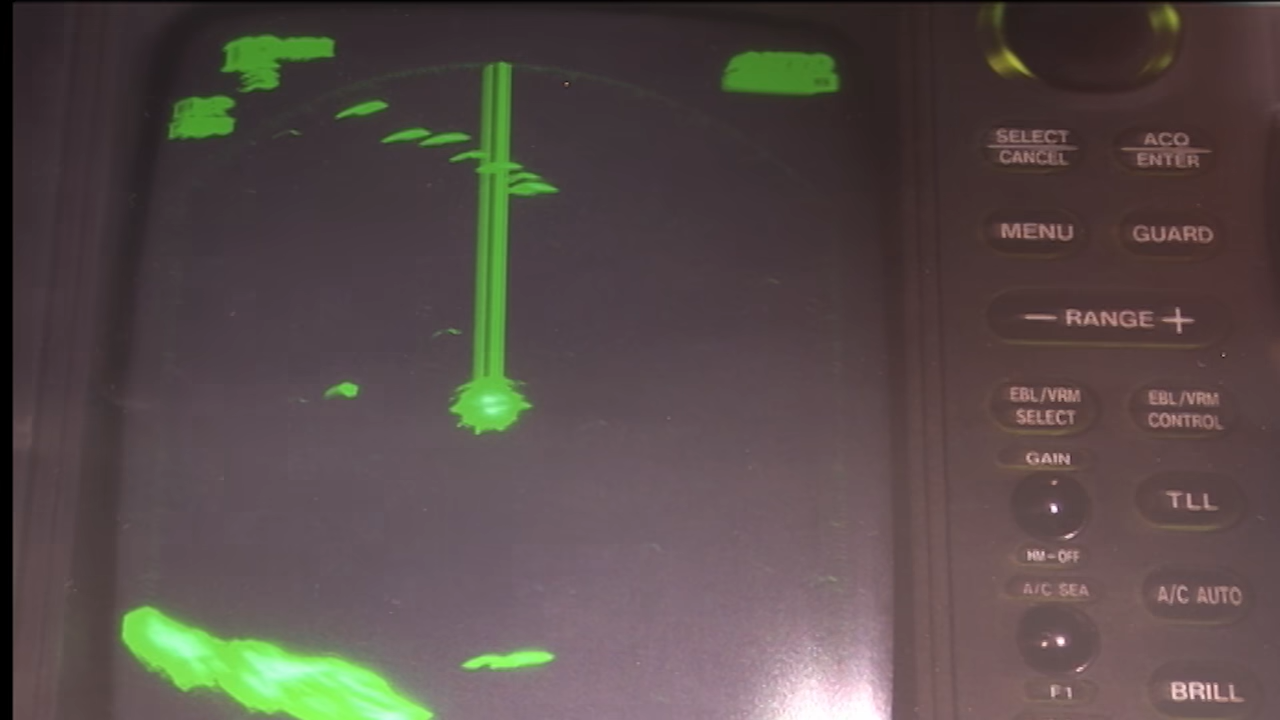 SELECT
CANCEL
ACQ
ENTER
MENU
GUARD
— RANGE +
EBL/VRM
SELECT
EBL/VRM
CONTROL
GAIN
TLL
HM-OFF
A/C SEA
A/C AUTO
F1
BRILL